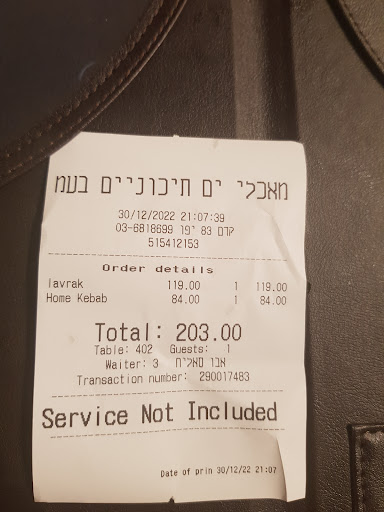 מאכלי ים תיכוניים בעמ
30/12/2022 21:07:39
קדם 83 יפו 03-6818699
515412153
Order details
lavrak 119.00 1 119.00
Home Kebab 84.00 1 84.00
Total: 203.00
Table: 402 Guests: 1
Waiter: 3 אבו סאליח
Transaction number: 290017483
Service Not Included
Date of prin 30/12/22 21:07